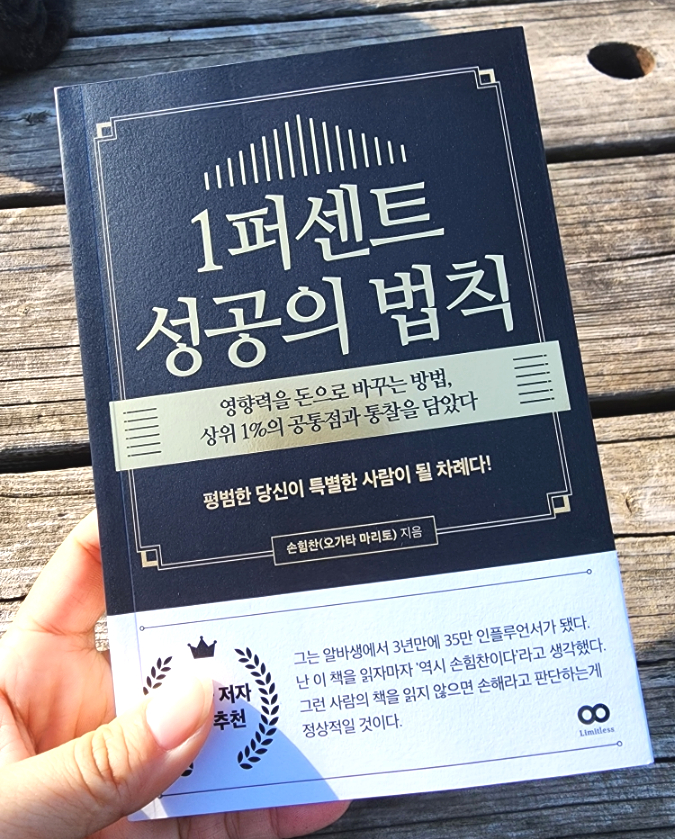 1퍼센트
성공의 법칙
영향력을 돈으로 바꾸는 방법,
상위 1%의 공통점과 통찰을 담았다
평범한 당신이 특별한 사람이 될 차례다!
손힘찬(오가타 마리토) 지음
저자
추천
그는 알바생에서 3년만에 35만 인플루언서가 됐다.
난 이 책을 읽자마자 '역시 손힘찬이다'라고 생각했다.
그런 사람의 책을 읽지 않으면 손해라고 판단하는게
정상적일 것이다.
Limitless